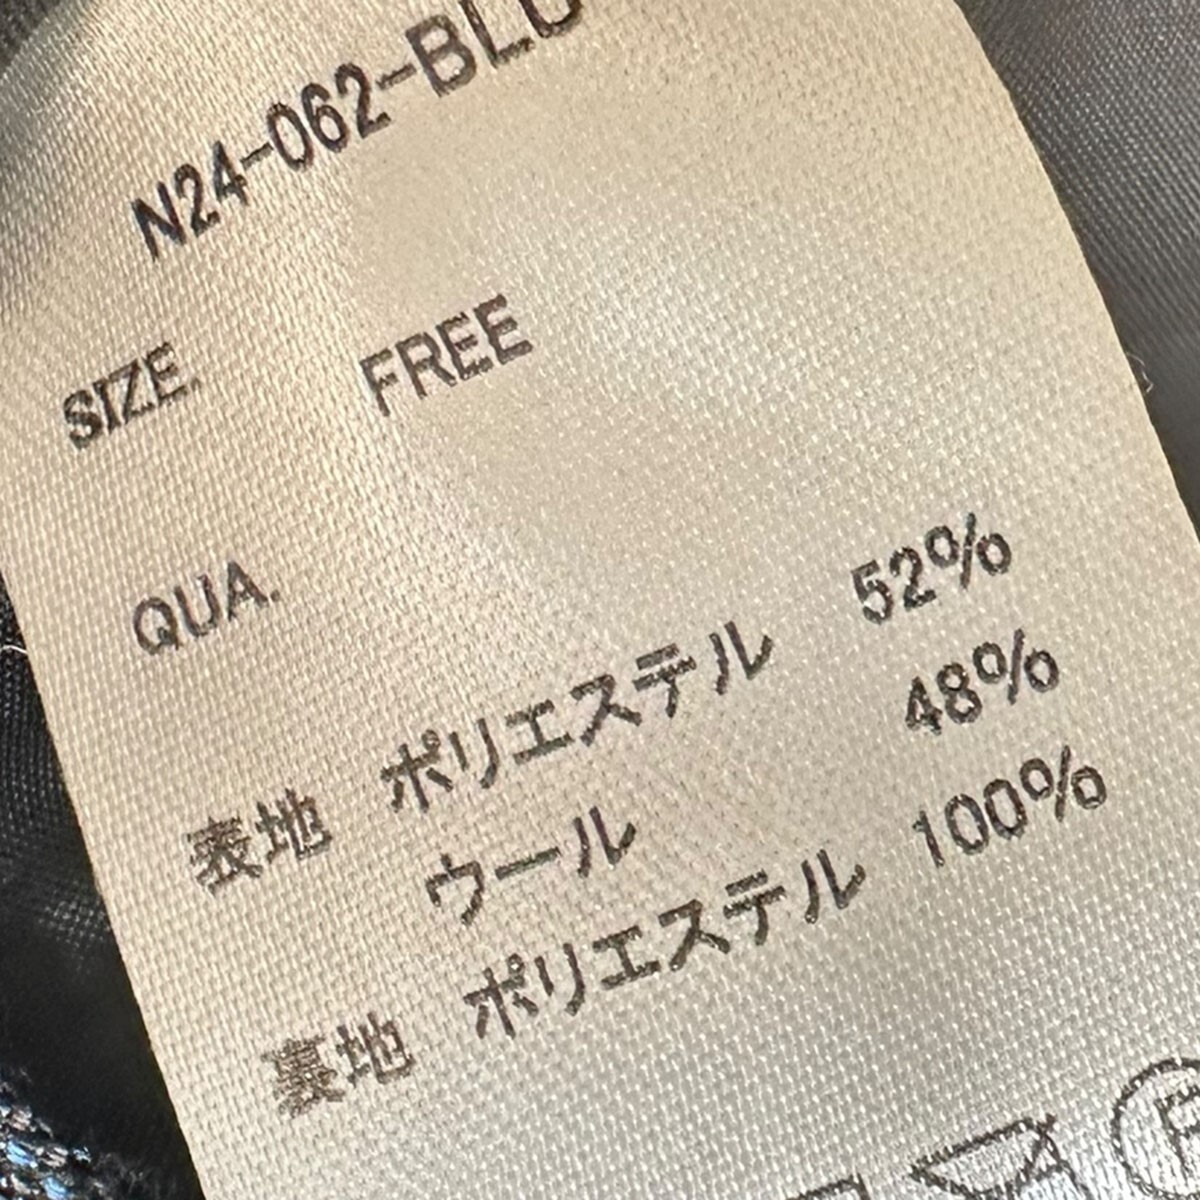 N24-062-BLU
SIZE. FREE
QUA.
表地 ポリエステル 52%
ウール 48%
裏地 ポリエステル 100%